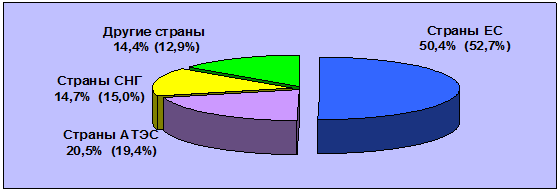 Другие страны
14,4% (12,9%)
Страны ЕС
50,4% (52,7%)
Страны СНГ
14,7% (15,0%)
Страны АТЭС
20,5% (19,4%)